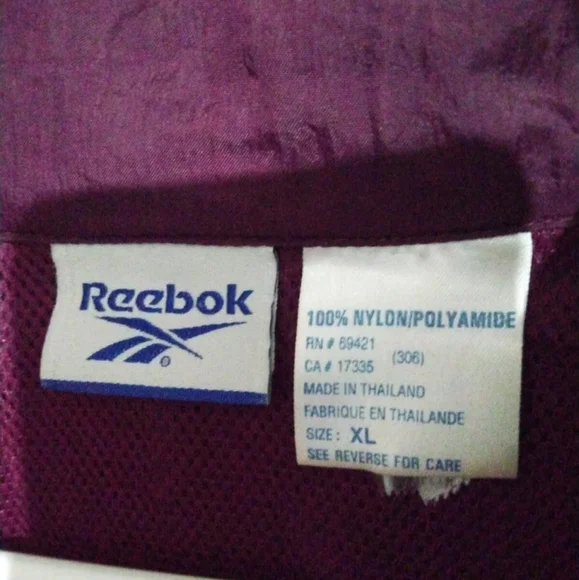 Reebok
®
100% NYLON/POLYAMIDE
RN # 69421
CA # 17335 (306)
MADE IN THAILAND
FABRIQUE EN THAILANDE
SIZE: XL
SEE REVERSE FOR CARE